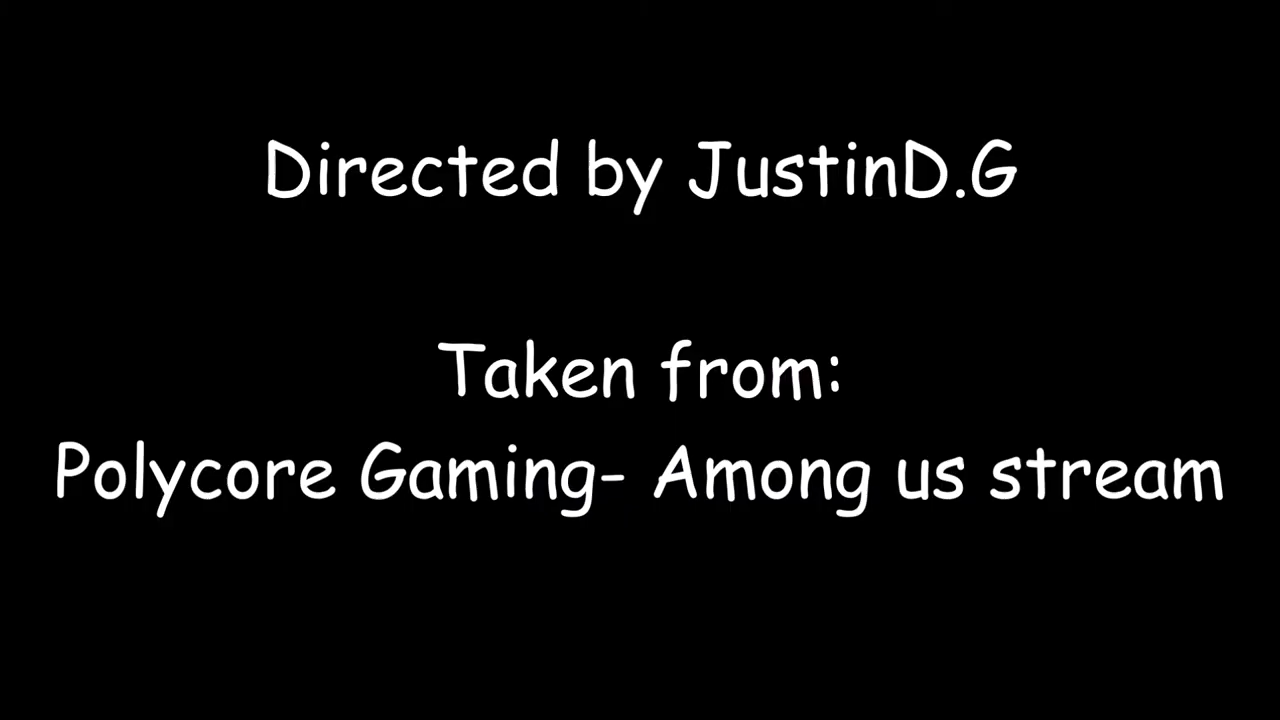 Directed by JustinD.G
Taken from:
Polycore Gaming- Among us stream